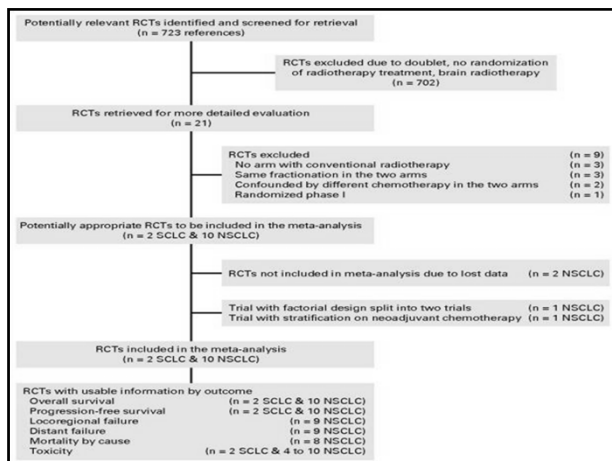 Potentially relevant RCTs identified and screened for retrieval
(n = 723 references)
RCTs excluded due to doublet, no randomization
of radiotherapy treatment, brain radiotherapy
(n = 702)
RCTs retrieved for more detailed evaluation
(n = 21)
RCTs excluded (n = 9)
No arm with conventional radiotherapy (n = 3)
Same fractionation in the two arms (n = 3)
Confounded by different chemotherapy in the two arms (n = 2)
Randomized phase I (n = 1)
Potentially appropriate RCTs to be included in the meta-analysis
(n = 2 SCLC & 10 NSCLC)
RCTs not included in meta-analysis due to lost data (n = 2 NSCLC)
Trial with factorial design split into two trials (n = 1 NSCLC)
Trial with stratification on neoadjuvant chemotherapy (n = 1 NSCLC)
RCTs included in the meta-analysis
(n = 2 SCLC & 10 NSCLC)
RCTs with usable information by outcome
Overall survival (n = 2 SCLC & 10 NSCLC)
Progression-free survival (n = 2 SCLC & 10 NSCLC)
Locoregional failure (n = 9 NSCLC)
Distant failure (n = 9 NSCLC)
Mortality by cause (n = 8 NSCLC)
Toxicity (n = 2 SCLC & 4 to 10 NSCLC)